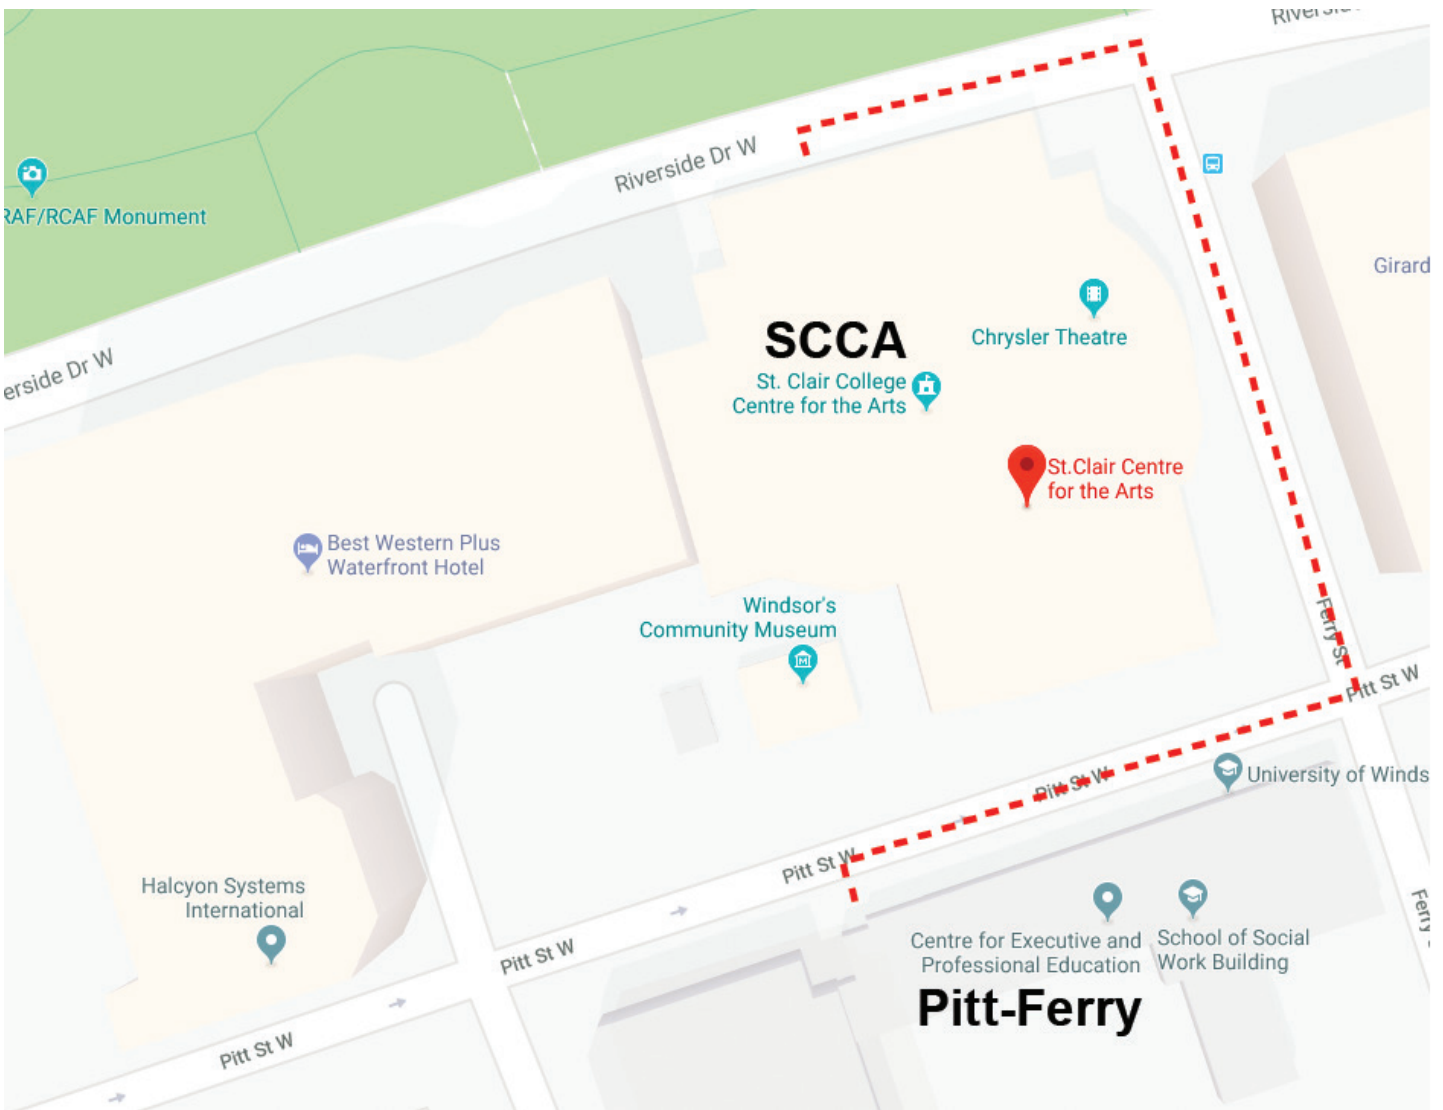 Riversi
RAF/RCAF Monument
Riverside Dr W
Girard
Chrysler Theatre
SCCA
erside Dr W
St. Clair College
Centre for the Arts
St.Clair Centre
for the Arts
Best Western Plus
Waterfront Hotel
Windsor's
Community Museum
Ferry St
Pitt St W
Pitt St W
University of Winds
Pitt St W
Halcyon Systems
International
Ferry
Centre for Executive and
Professional Education
School of Social
Work Building
Pitt St W
Pitt-Ferry
Pitt St W